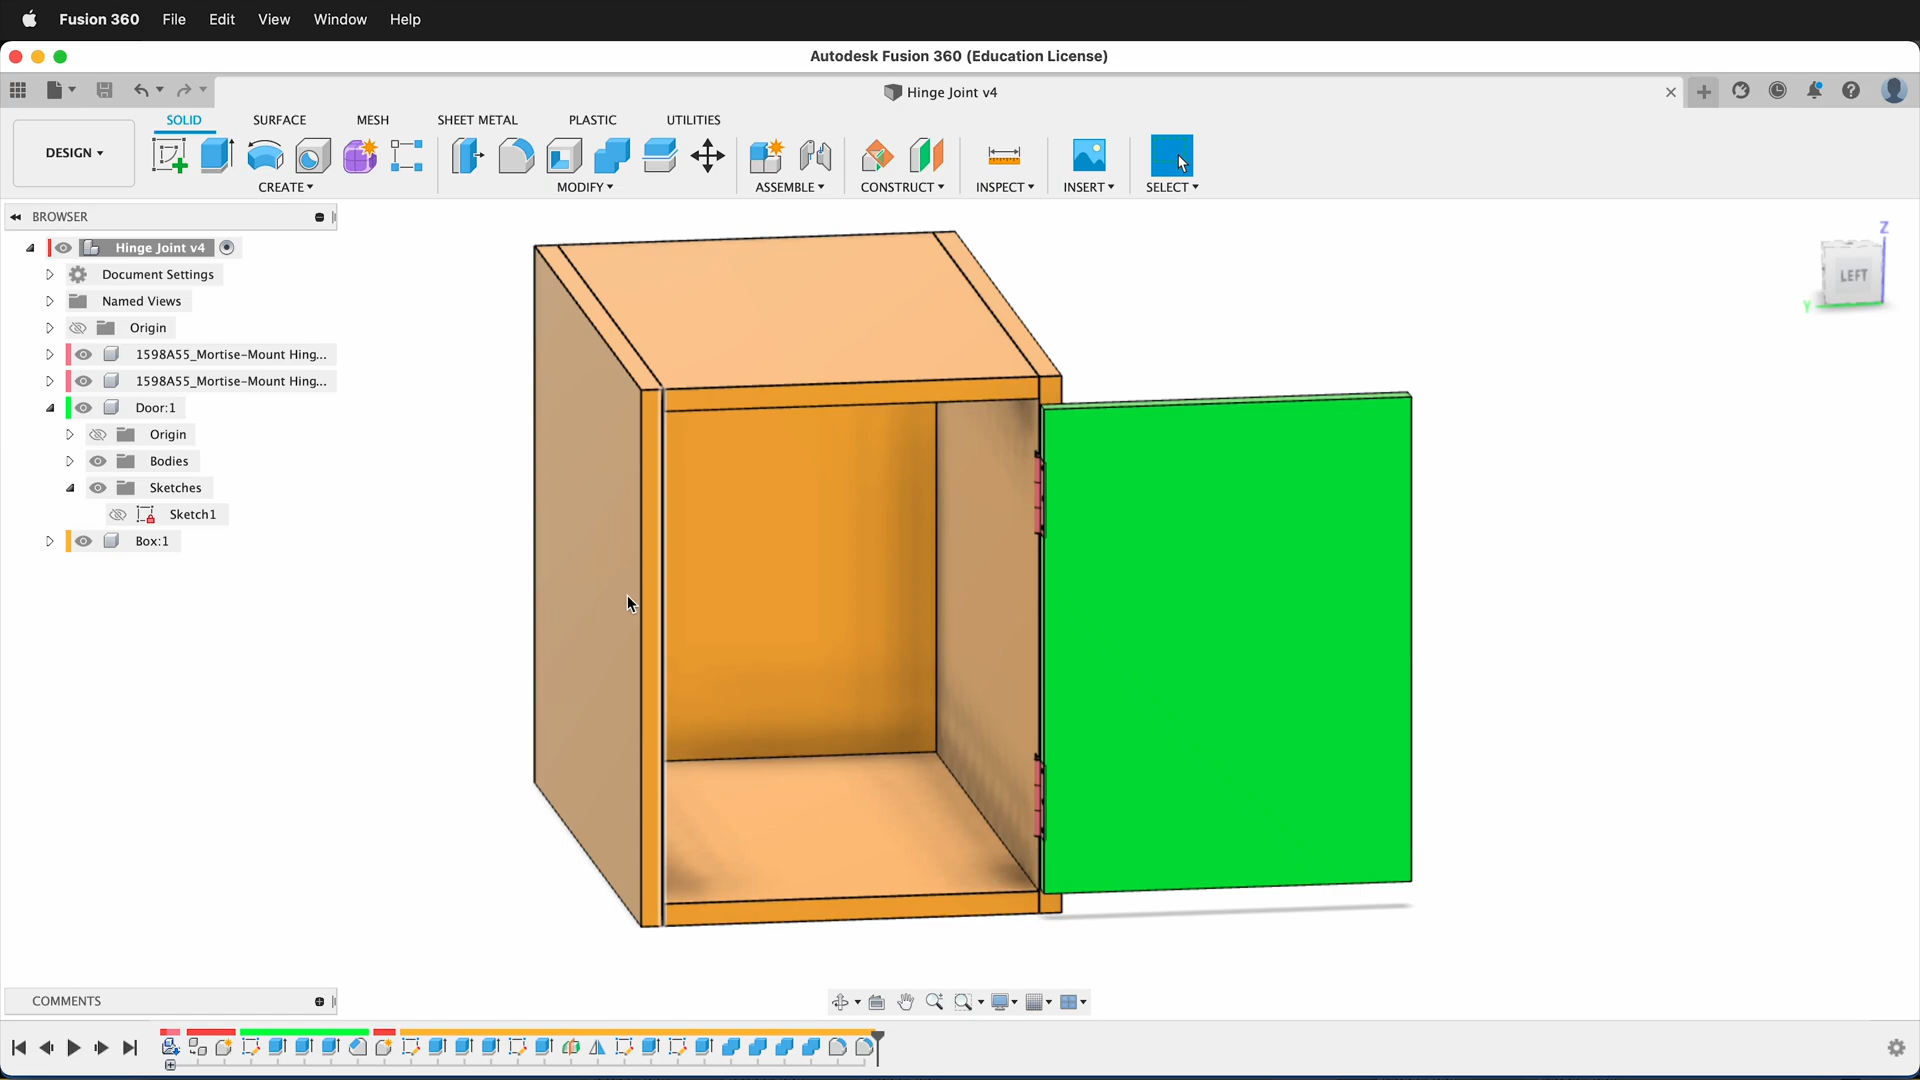 Fusion 360 File Edit View Window Help
Autodesk Fusion 360 (Education License)
Hinge Joint v4
SOLID SURFACE MESH SHEET METAL PLASTIC UTILITIES
DESIGN
CREATE MODIFY ASSEMBLE CONSTRUCT INSPECT INSERT SELECT
BROWSER
Hinge Joint v4
Document Settings
Named Views
Origin
1598A55_Mortise-Mount Hing...
1598A55_Mortise-Mount Hing...
Door:1
Origin
Bodies
Sketches
Sketch1
Box:1
Z
LEFT
Y
COMMENTS